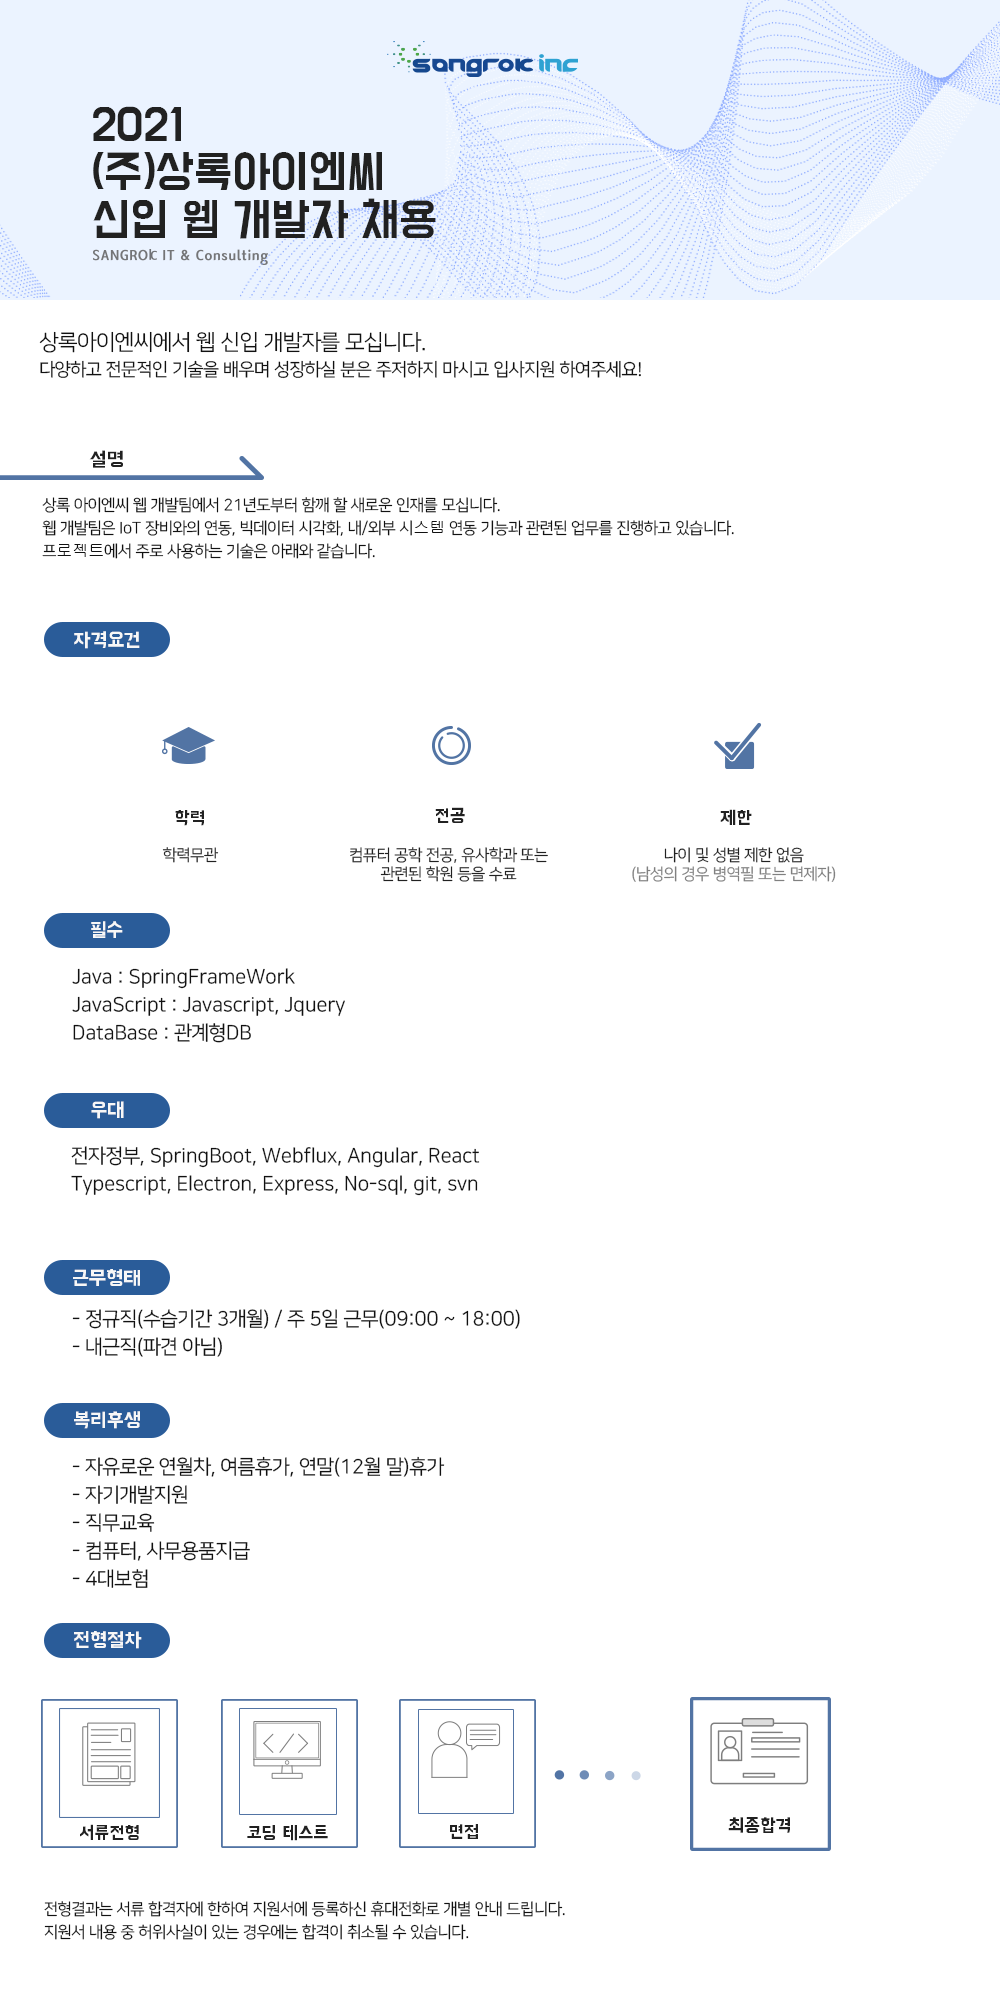 sangrok inc
2021
(주)상록아이엔씨
신입 웹 개발자 채용
SANGROK IT & Consulting
상록아이엔씨에서 웹 신입 개발자를 모십니다.
다양하고 전문적인 기술을 배우며 성장하실 분은 주저하지 마시고 입사지원 하여주세요!
설명
상록 아이엔씨 웹 개발팀에서 21년도부터 함깨 할 새로운 인재를 모십니다.
웹 개발팀은 IoT 장비와의 연동, 빅데이터 시각화, 내/외부 시스템 연동 기능과 관련된 업무를 진행하고 있습니다.
프로젝트에서 주로 사용하는 기술은 아래와 같습니다.
자격요건
학력
전공
제한
학력무관
컴퓨터 공학 전공, 유사학과 또는
관련된 학원 등을 수료
나이 및 성별 제한 없음
(남성의 경우 병역필 또는 면제자)
필수
Java : SpringFrameWork
JavaScript : Javascript, Jquery
DataBase : 관계형DB
우대
전자정부, SpringBoot, Webflux, Angular, React
Typescript, Electron, Express, No-sql, git, svn
근무형태
- 정규직(수습기간 3개월) / 주 5일 근무(09:00 ~ 18:00)
- 내근직(파견 아님)
복리후생
- 자유로운 연월차, 여름휴가, 연말(12월 말)휴가
- 자기개발지원
- 직무교육
- 컴퓨터, 사무용품지급
- 4대보험
전형절차
서류전형
코딩 테스트
면접
최종합격
전형결과는 서류 합격자에 한하여 지원서에 등록하신 휴대전화로 개별 안내 드립니다.
지원서 내용 중 허위사실이 있는 경우에는 합격이 취소될 수 있습니다.